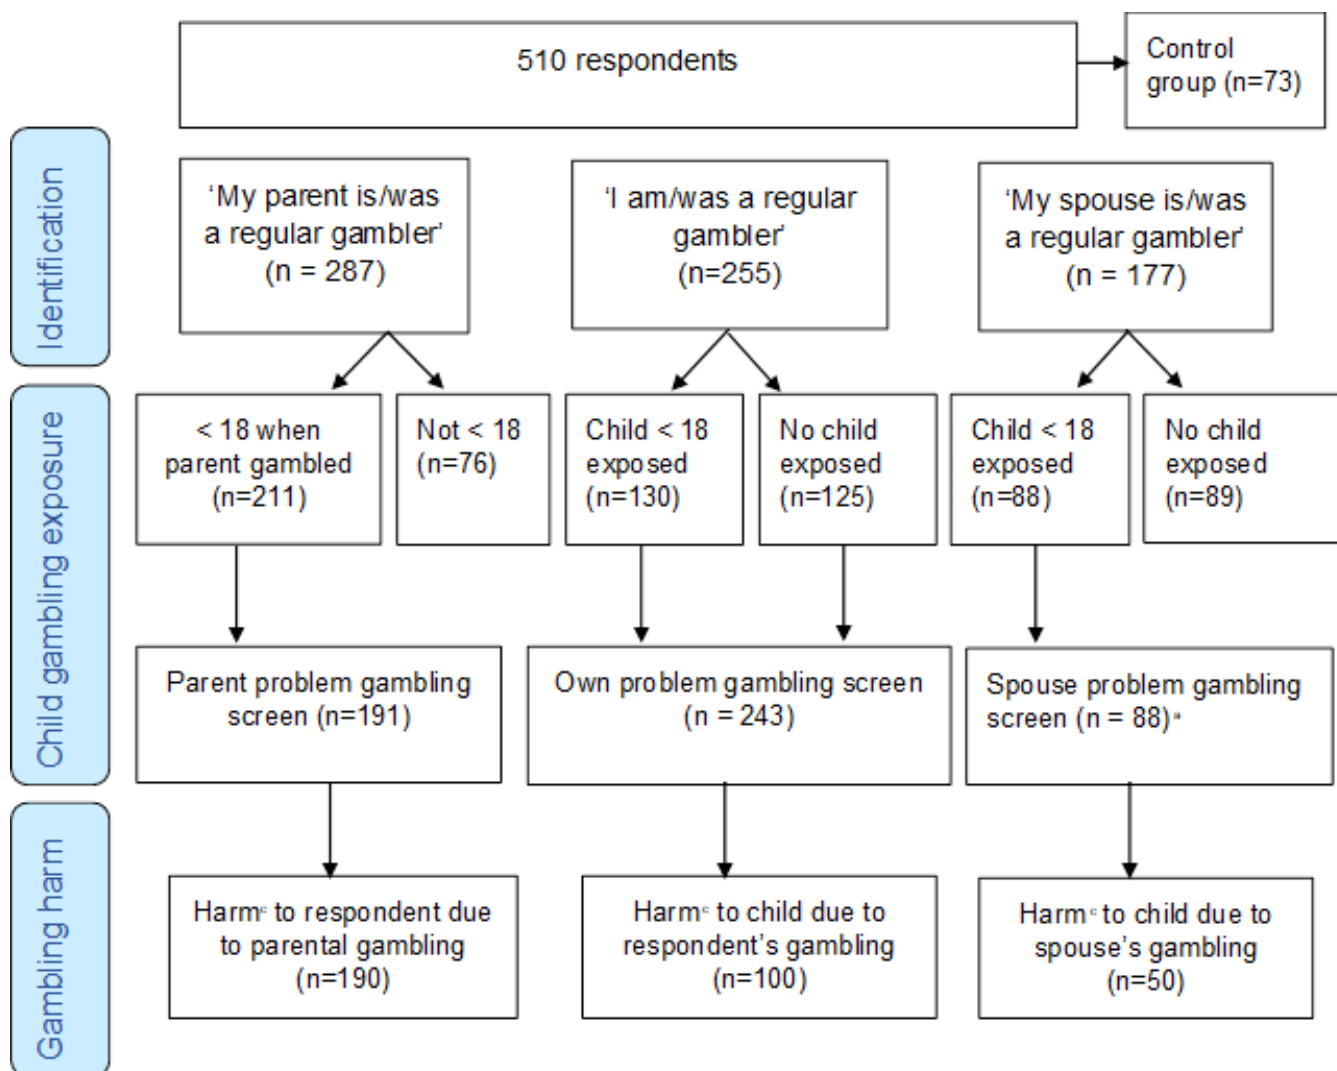 510 respondents
Control
group (n=73)
Identification
‘My parent is/was
a regular gambler’
(n = 287)
‘I am/was a regular
gambler’
(n=255)
‘My spouse is/was
a regular gambler’
(n = 177)
Child gambling exposure
< 18 when
parent gambled
(n=211)
Not < 18
(n=76)
Child < 18
exposed
(n=130)
No child
exposed
(n=125)
Child < 18
exposed
(n=88)
No child
exposed
(n=89)
Parent problem gambling
screen (n=191)
Own problem gambling screen
(n = 243)
Spouse problem gambling
screen (n = 88)ᵃ
Gambling harm
Harmᶜ to respondent due
to parental gambling
(n=190)
Harmᶜ to child due to
respondent’s gambling
(n=100)
Harmᶜ to child due to
spouse’s gambling
(n=50)